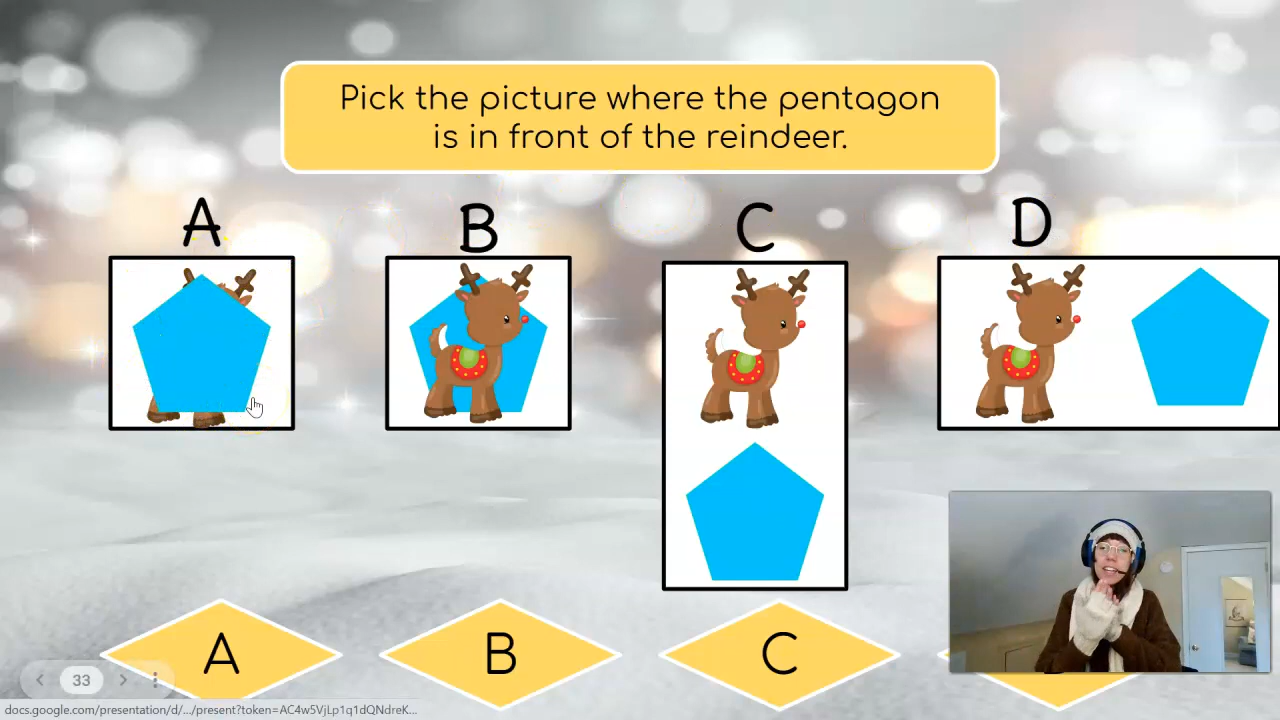 Pick the picture where the pentagon
is in front of the reindeer.
A B C D
A B C
33
docs.google.com/presentation/d/.../present?token=AC4w5VjLp1q1dQNdreK...